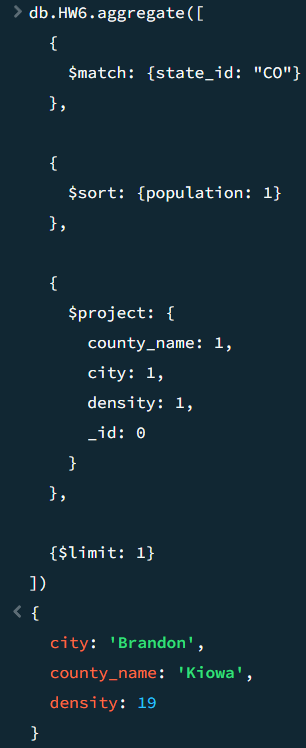 > db.HW6.aggregate([
{
$match: {state_id: "CO"}
},
{
$sort: {population: 1}
},
{
$project: {
county_name: 1,
city: 1,
density: 1,
_id: 0
}
},
{$limit: 1}
])
< {
city: 'Brandon',
county_name: 'Kiowa',
density: 19
}